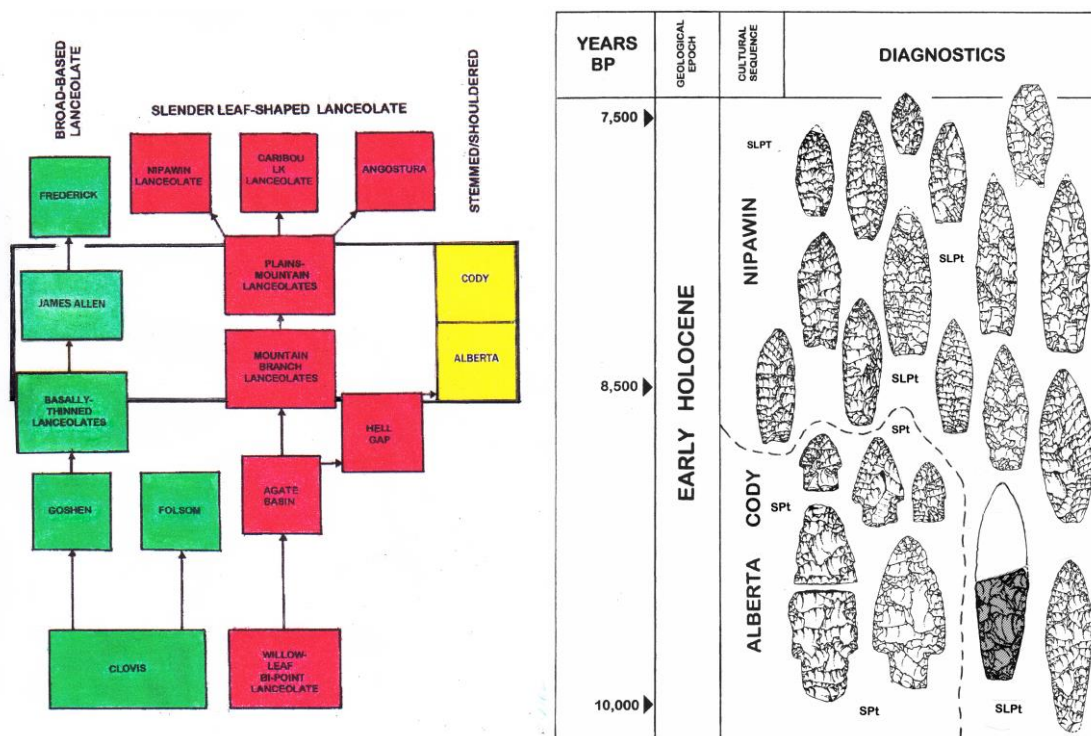 BROAD-BASED
LANCEOLATE
SLENDER LEAF-SHAPED LANCEOLATE
STEMMED/SHOULDERED
FREDERICK
NIPAWIN
LANCEOLATE
CARIBOU
LK
LANCEOLATE
ANGOSTURA
JAMES ALLEN
PLAINS-
MOUNTAIN
LANCEOLATES
CODY
BASALLY-
THINNED
LANCEOLATES
MOUNTAIN
BRANCH
LANCEOLATES
ALBERTA
HELL
GAP
GOSHEN
FOLSOM
AGATE
BASIN
CLOVIS
WILLOW-
LEAF
BI-POINT
LANCEOLATE
YEARS
BP
GEOLOGICAL
EPOCH
CULTURAL
SEQUENCE
DIAGNOSTICS
7,500
SLPT
NIPAWIN
SLPt
EARLY HOLOCENE
8,500
SLPt
SPt
CODY
SPt
ALBERTA
10,000
SPt
SLPt